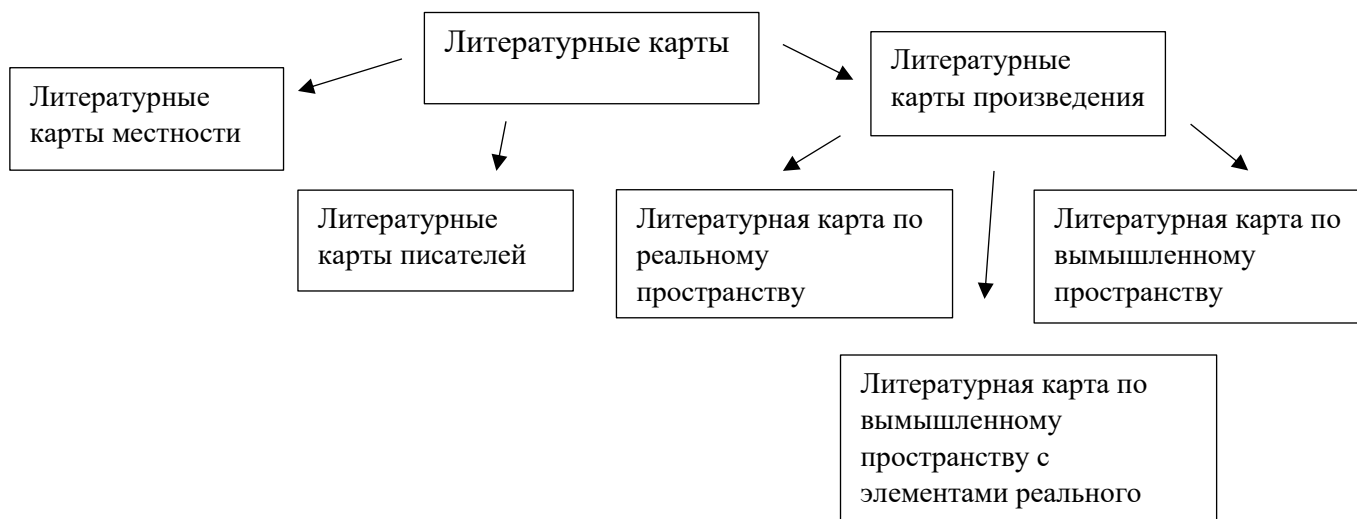 Литературные карты
Литературные
карты местности
Литературные
карты произведения
Литературные
карты писателей
Литературная карта по
реальному
пространству
Литературная карта по
вымышленному
пространству
Литературная карта по
вымышленному
пространству с
элементами реального